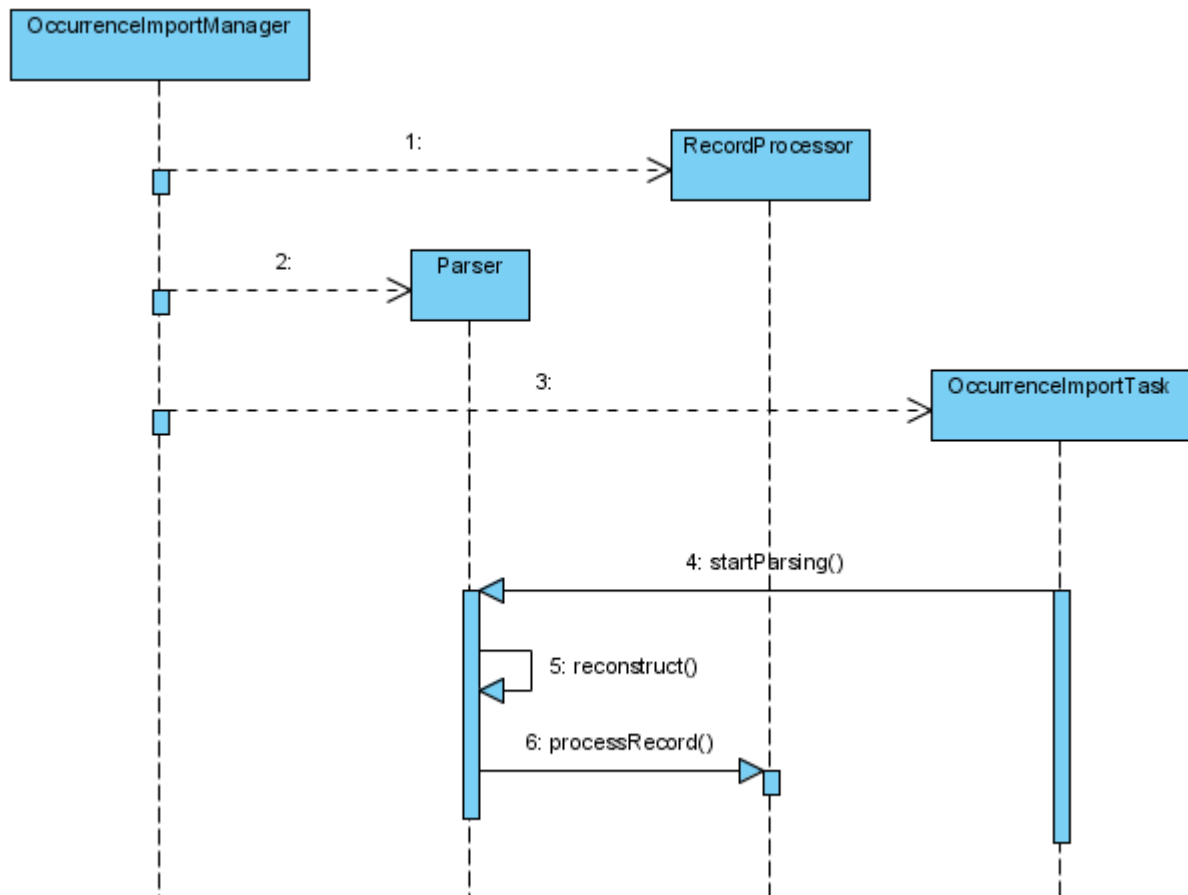 OccurrenceImportManager
1:
RecordProcessor
2:
Parser
3:
OccurrenceImportTask
4: startParsing()
5: reconstruct()
6: processRecord()